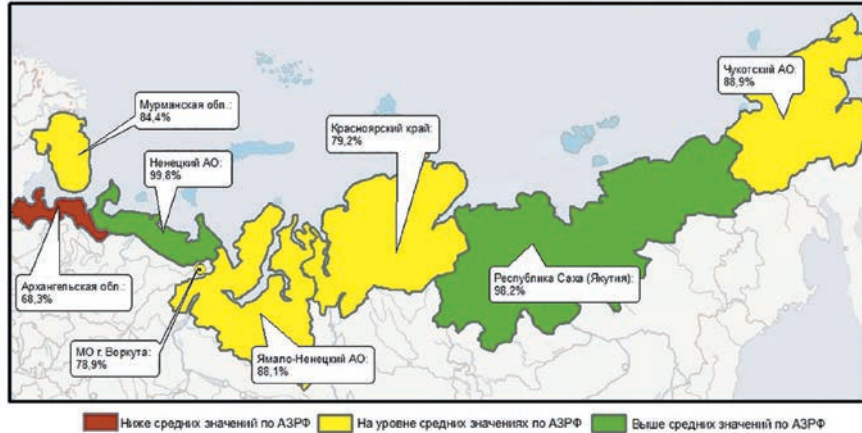 Чукотский АО:
88,9%
Мурманская обл.:
84,4%
Красноярский край:
79,2%
Ненецкий АО:
99,8%
Республика Саха (Якутия):
98,2%
Архангельская обл.:
68,3%
МО г. Воркута:
78,9%
Ямало-Ненецкий АО:
88,1%
Ниже средних значений по АЗРФ
На уровне средних значениях по АЗРФ
Выше средних значений по АЗРФ